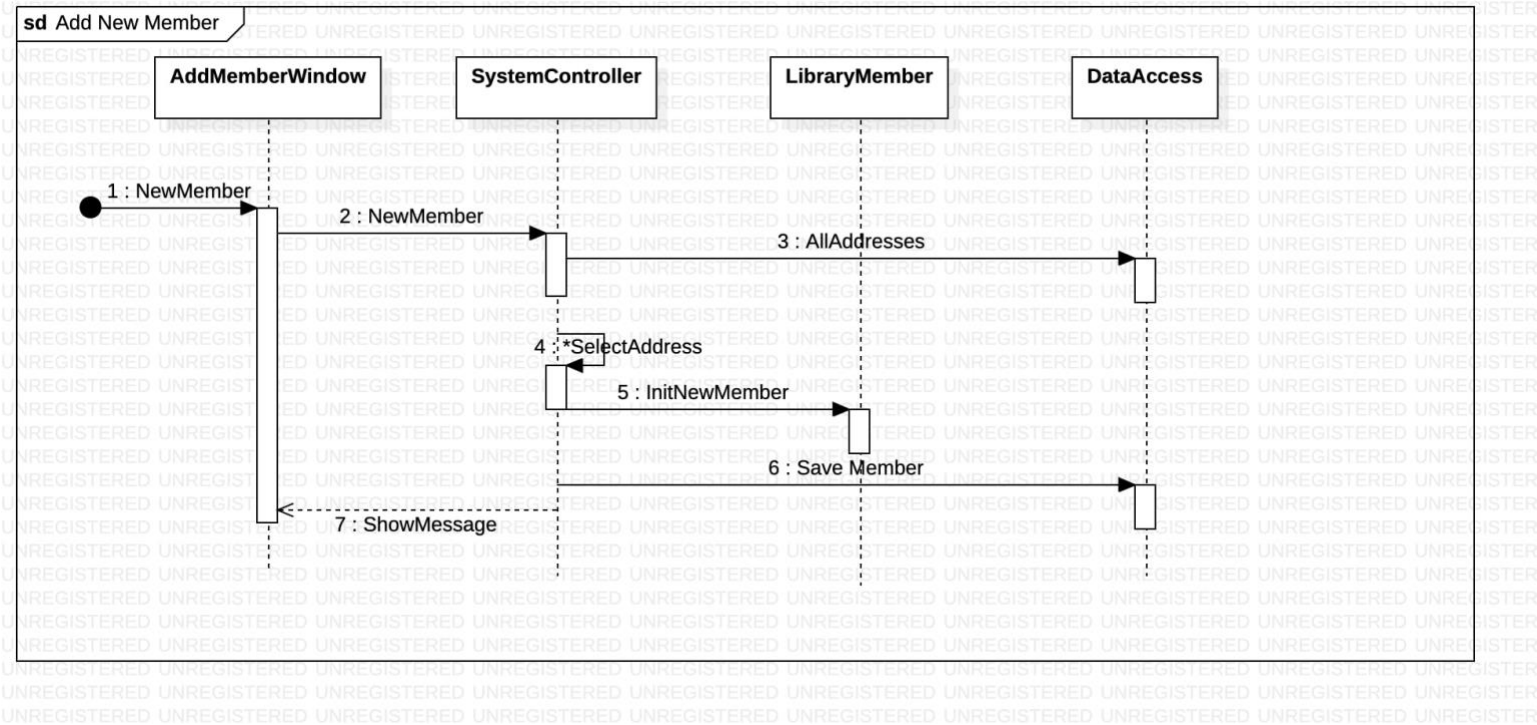 sd Add New Member
AddMemberWindow
SystemController
LibraryMember
DataAccess
1 : NewMember
2 : NewMember
3 : AllAddresses
4 : *SelectAddress
5 : InitNewMember
6 : Save Member
7 : ShowMessage
UNREGISTERED